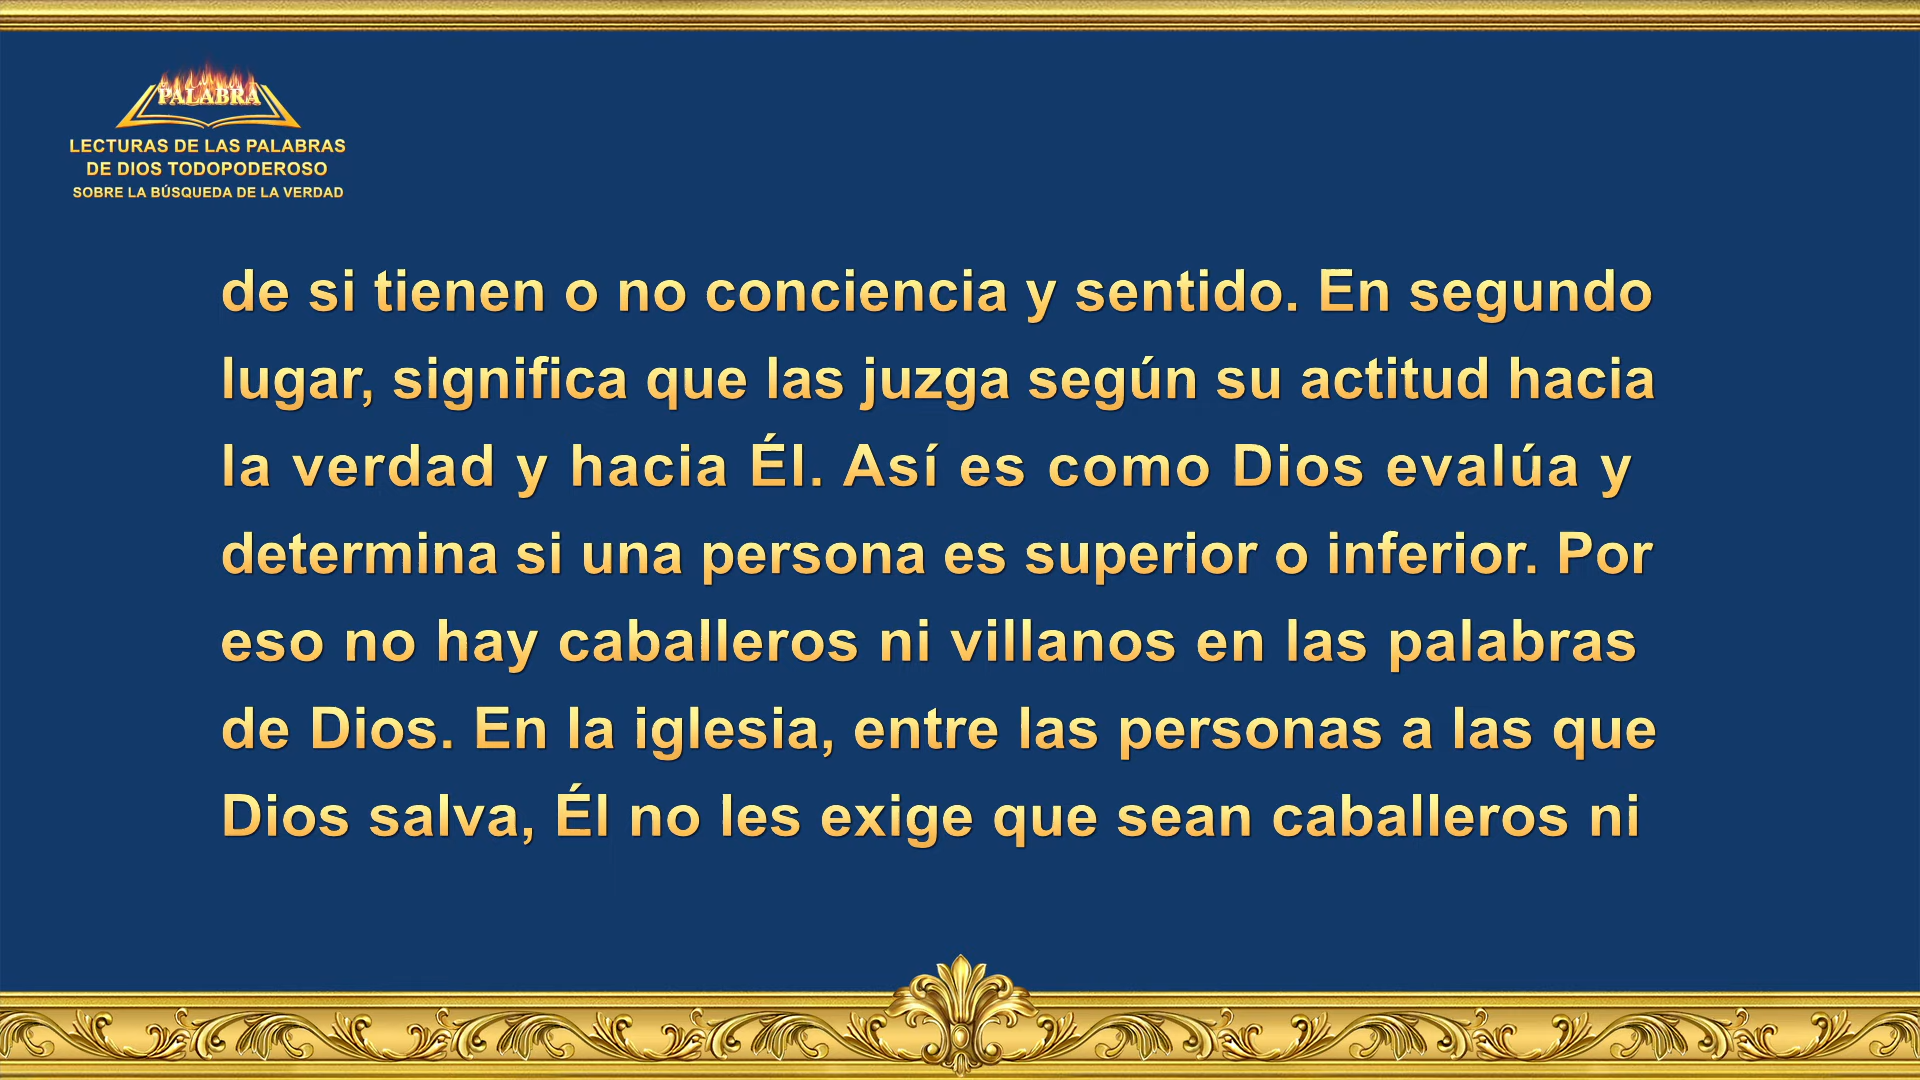 PALABRA
LECTURAS DE LAS PALABRAS
DE DIOS TODOPODEROSO
SOBRE LA BÚSQUEDA DE LA VERDAD
de si tienen o no conciencia y sentido. En segundo
lugar, significa que las juzga según su actitud hacia
la verdad y hacia Él. Así es como Dios evalúa y
determina si una persona es superior o inferior. Por
eso no hay caballeros ni villanos en las palabras
de Dios. En la iglesia, entre las personas a las que
Dios salva, Él no les exige que sean caballeros ni